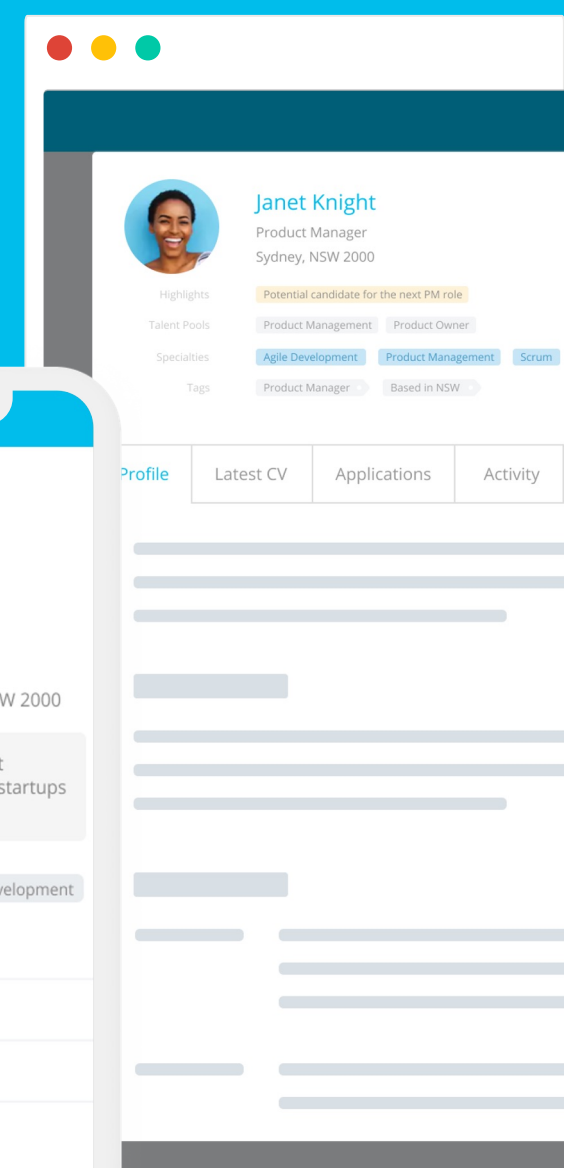 Janet Knight
Product Manager
Sydney, NSW 2000
Highlights Potential candidate for the next PM role
Talent Pools Product Management Product Owner
Specialties Agile Development Product Management Scrum
Tags Product Manager Based in NSW
Profile Latest CV Applications Activity
W 2000
t
startups
velopment